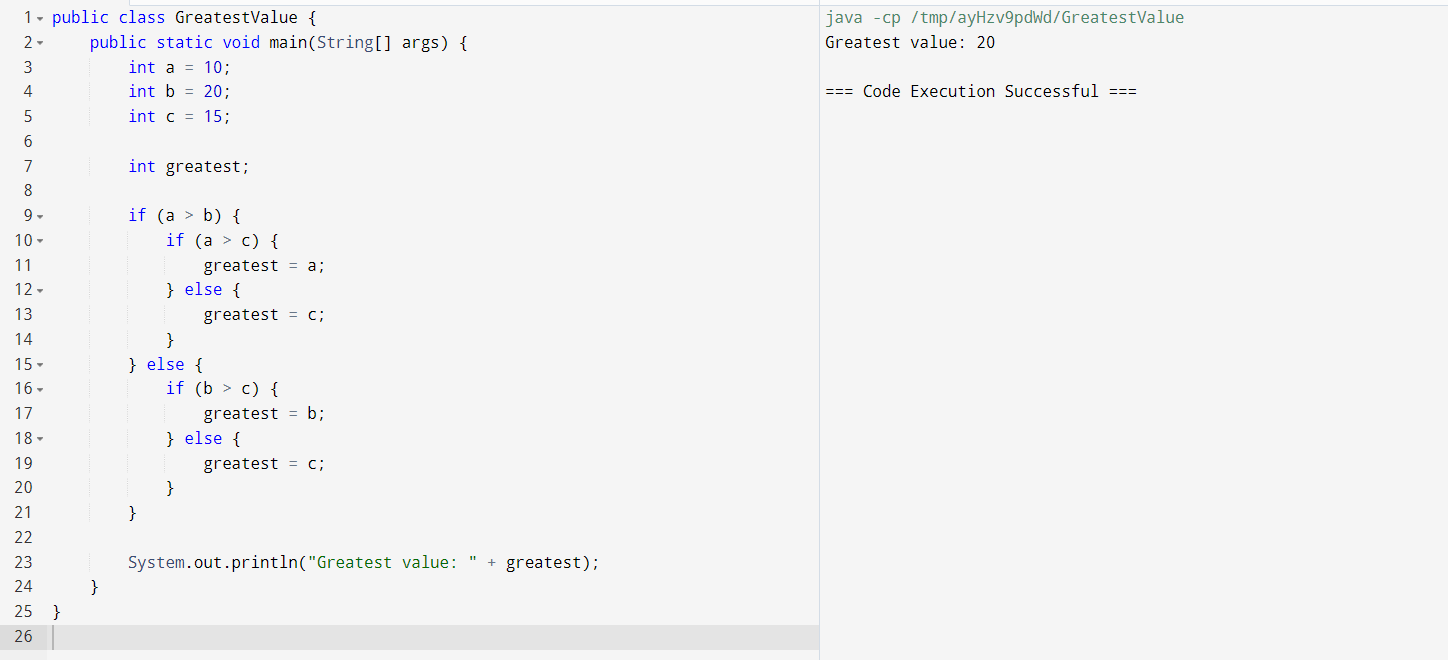 1 public class GreatestValue {
2     public static void main(String[] args) {
3         int a = 10;
4         int b = 20;
5         int c = 15;
6
7         int greatest;
8
9         if (a > b) {
10             if (a > c) {
11                 greatest = a;
12             } else {
13                 greatest = c;
14             }
15         } else {
16             if (b > c) {
17                 greatest = b;
18             } else {
19                 greatest = c;
20             }
21         }
22
23         System.out.println("Greatest value: " + greatest);
24     }
25 }
26
java -cp /tmp/ayHzv9pdWd/GreatestValue
Greatest value: 20
=== Code Execution Successful ===